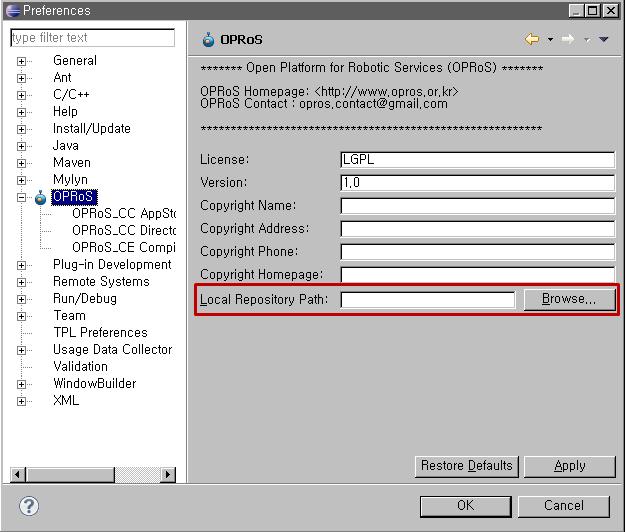 Preferences
type filter text
General
Ant
C/C++
Help
Install/Update
Java
Maven
Mylyn
OPRoS
OPRoS_CC AppSto
OPRoS_CC Directo
OPRoS_CE Compi
Plug-in Development
Remote Systems
Run/Debug
Team
TPL Preferences
Usage Data Collector
Validation
WindowBuilder
XML
OPRoS
******* Open Platform for Robotic Services (OPRoS) *******
OPRoS Homepage: <http://www.opros.or.kr>
OPRoS Contact : opros.contact@gmail.com
**********************************************************
License: LGPL
Version: 1.0
Copyright Name:
Copyright Address:
Copyright Phone:
Copyright Homepage:
Local Repository Path: Browse...
Restore Defaults Apply
? OK Cancel